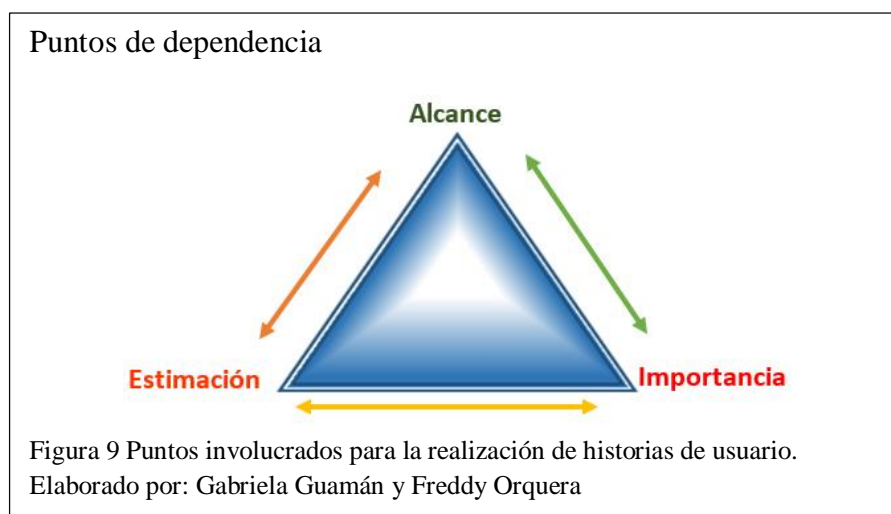 Puntos de dependencia
Alcance
Estimación
Importancia
Figura 9 Puntos involucrados para la realización de historias de usuario.
Elaborado por: Gabriela Guamán y Freddy Orquera